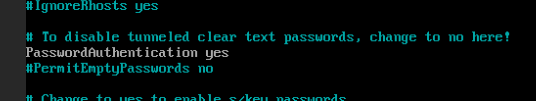 #IgnoreRhosts yes
# To disable tunneled clear text passwords, change to no here!
PasswordAuthentication yes
#PermitEmptyPasswords no
# Change to yes to enable s/key passwords